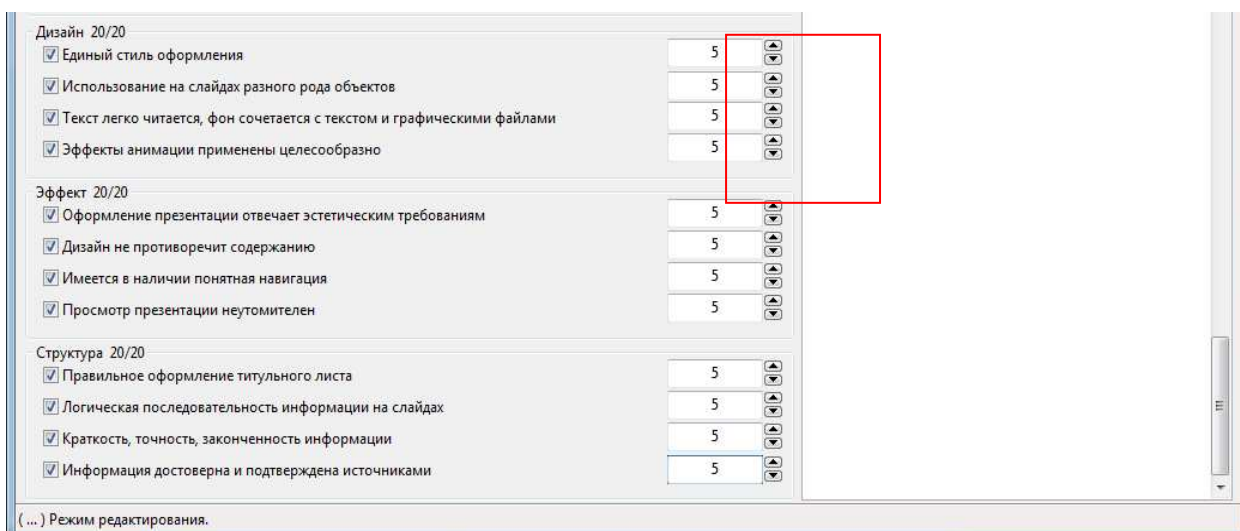 Дизайн 20/20
Единый стиль оформления 5
Использование на слайдах разного рода объектов 5
Текст легко читается, фон сочетается с текстом и графическими файлами 5
Эффекты анимации применены целесообразно 5
Эффект 20/20
Оформление презентации отвечает эстетическим требованиям 5
Дизайн не противоречит содержанию 5
Имеется в наличии понятная навигация 5
Просмотр презентации неутомителен 5
Структура 20/20
Правильное оформление титульного листа 5
Логическая последовательность информации на слайдах 5
Краткость, точность, законченность информации 5
Информация достоверна и подтверждена источниками 5
( ... ) Режим редактирования.